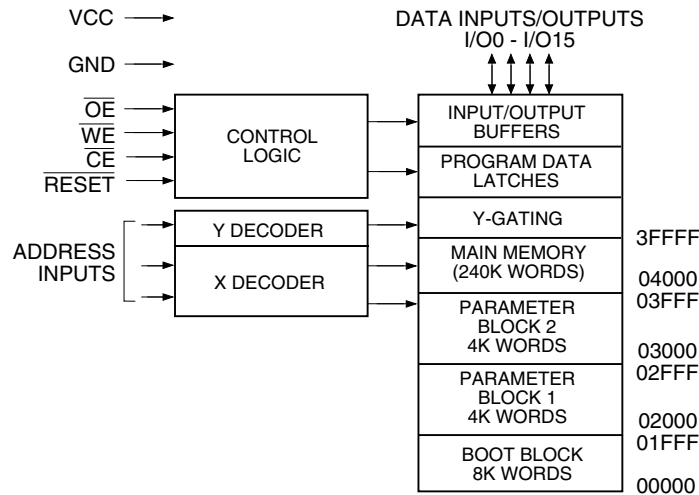 VCC
GND
OE
WE
CE
RESET
CONTROL
LOGIC
ADDRESS
INPUTS
Y DECODER
X DECODER
DATA INPUTS/OUTPUTS
I/O0 - I/O15
INPUT/OUTPUT
BUFFERS
PROGRAM DATA
LATCHES
Y-GATING
MAIN MEMORY
(240K WORDS)
PARAMETER
BLOCK 2
4K WORDS
PARAMETER
BLOCK 1
4K WORDS
BOOT BLOCK
8K WORDS
3FFFF
04000
03FFF
03000
02FFF
02000
01FFF
00000